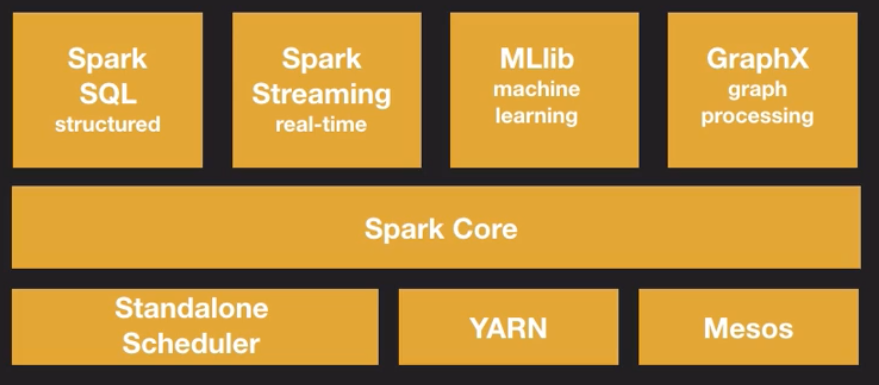 Spark
SQL
structured
Spark
Streaming
real-time
MLlib
machine
learning
GraphX
graph
processing
Spark Core
Standalone
Scheduler
YARN
Mesos